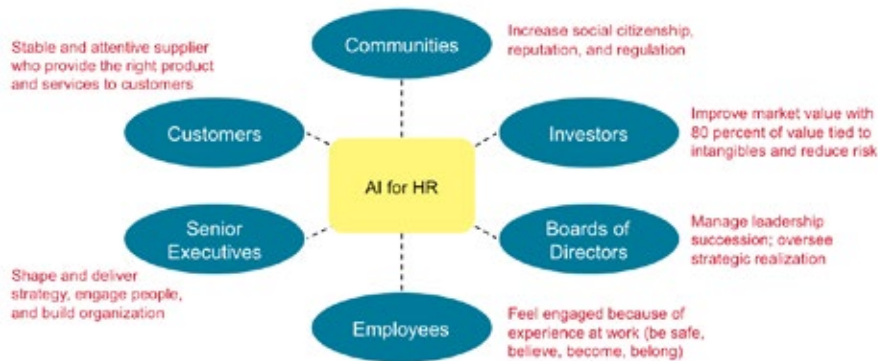 Communities
Increase social citizenship,
reputation, and regulation
Stable and attentive supplier
who provide the right product
and services to customers
Customers
Investors
Improve market value with
80 percent of value tied to
intangibles and reduce risk
AI for HR
Senior
Executives
Boards of
Directors
Manage leadership
succession; oversee
strategic realization
Shape and deliver
strategy, engage people,
and build organization
Employees
Feel engaged because of
experience at work (be safe,
believe, become, belong)